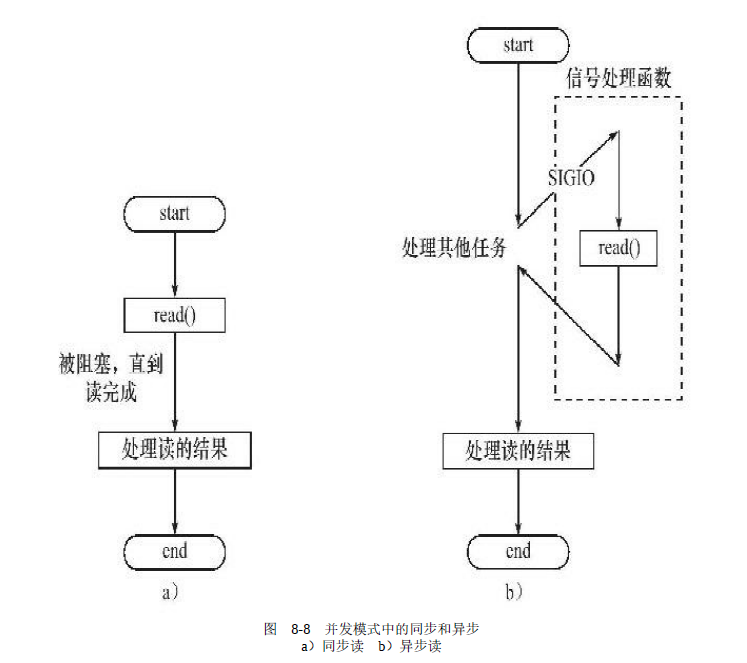 start
read()
被阻塞，直到
读完成
处理读的结果
end
a）
start
信号处理函数
SIGIO
处理其他任务
read()
处理读的结果
end
b）
图 8-8 并发模式中的同步和异步
a）同步读 b）异步读